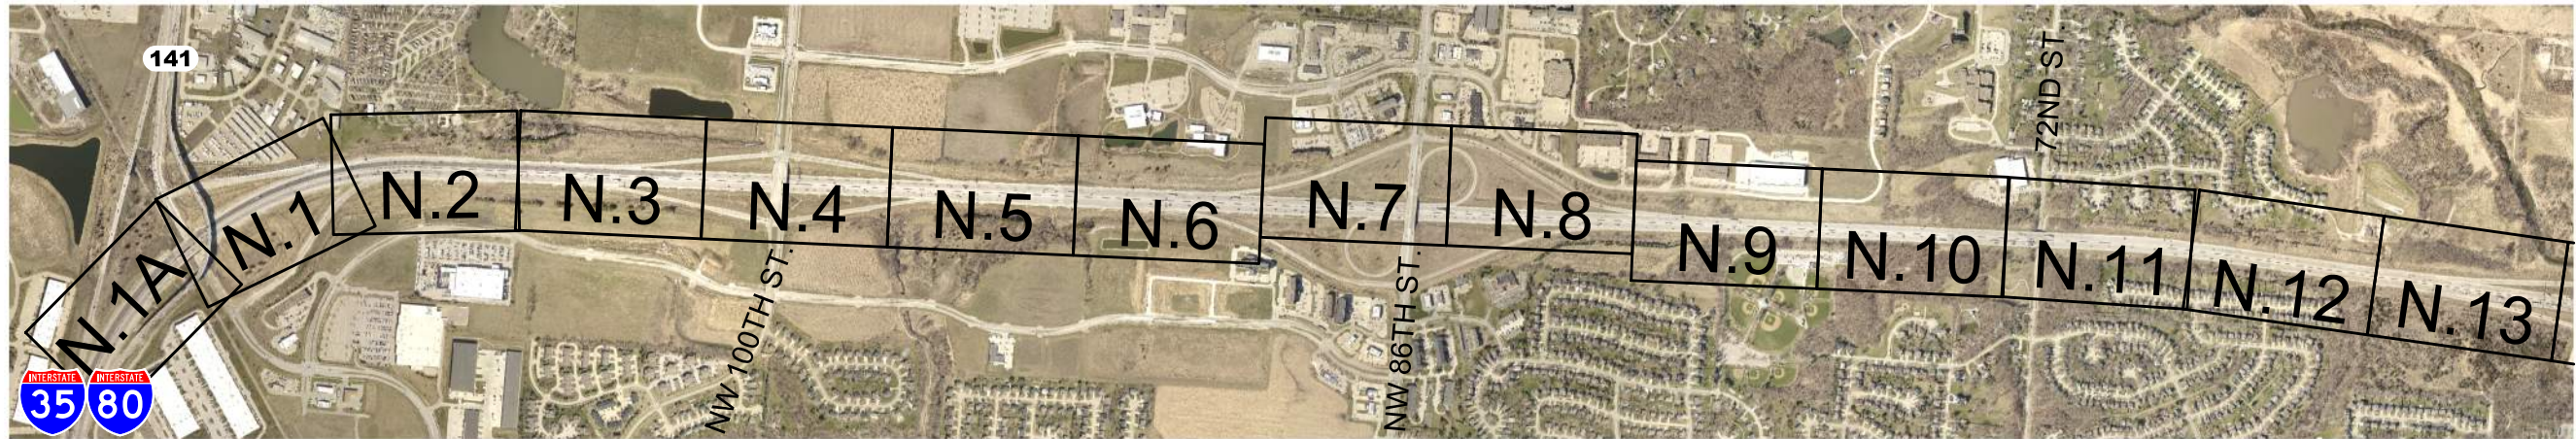 141
72ND ST.
N.1A
N.1
N.2
N.3
N.4
N.5
N.6
N.7
N.8
N.9
N.10
N.11
N.12
N.13
NW 100TH ST.
NW 86TH ST.
INTERSTATE
35
INTERSTATE
80